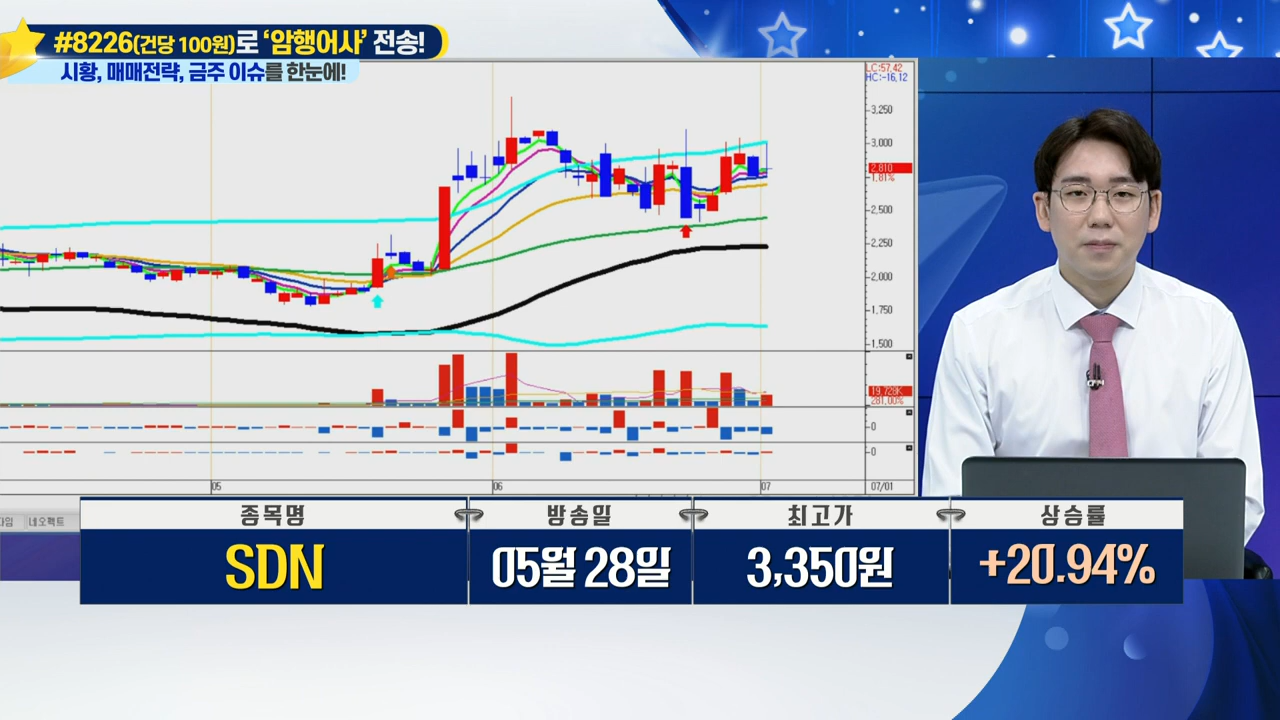 #8226(건당 100원)로 '암행어사' 전송!
시황, 매매전략, 금주 이슈를 한눈에!
LC:57.42
HC:-16.12
3,250
3,000
2,810
1.81%
2,500
2,250
2,000
1,750
1,500
19,728K
281.00%
0
0
05
06
07
07/01
네오팩트
종목명 방송일 최고가 상승률
SDN 05월 28일 3,350원 +20.94%